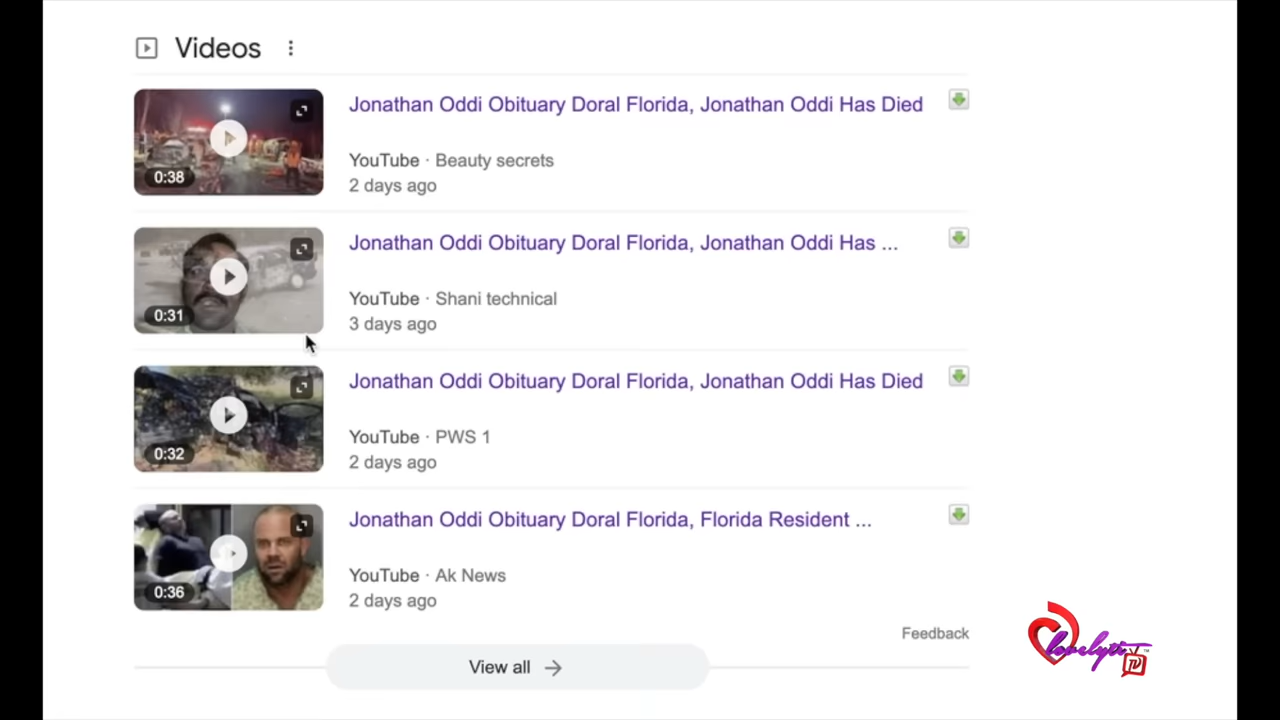 Videos
Jonathan Oddi Obituary Doral Florida, Jonathan Oddi Has Died
YouTube · Beauty secrets
2 days ago
0:38
Jonathan Oddi Obituary Doral Florida, Jonathan Oddi Has ...
YouTube · Shani technical
3 days ago
0:31
Jonathan Oddi Obituary Doral Florida, Jonathan Oddi Has Died
YouTube · PWS 1
2 days ago
0:32
Jonathan Oddi Obituary Doral Florida, Florida Resident ...
YouTube · Ak News
2 days ago
0:36
Feedback
View all
lovelyti TV